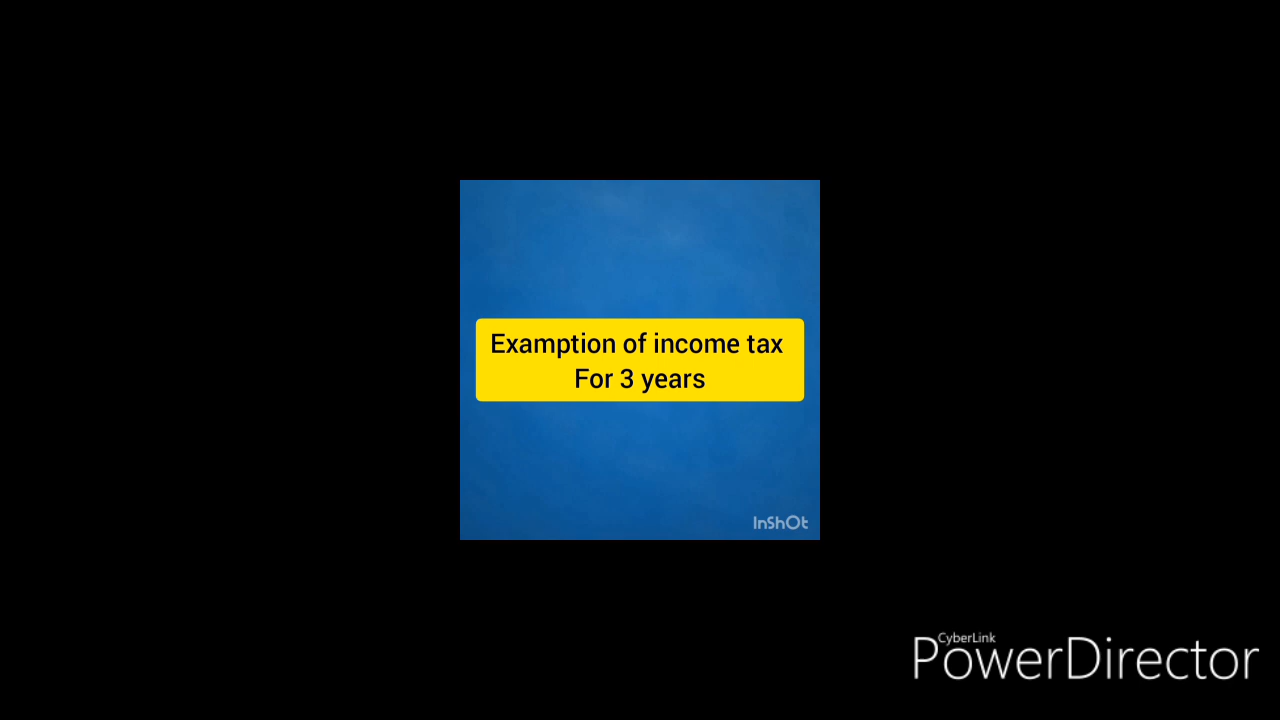 Examption of income tax
For 3 years
InShOt
CyberLink
PowerDirector